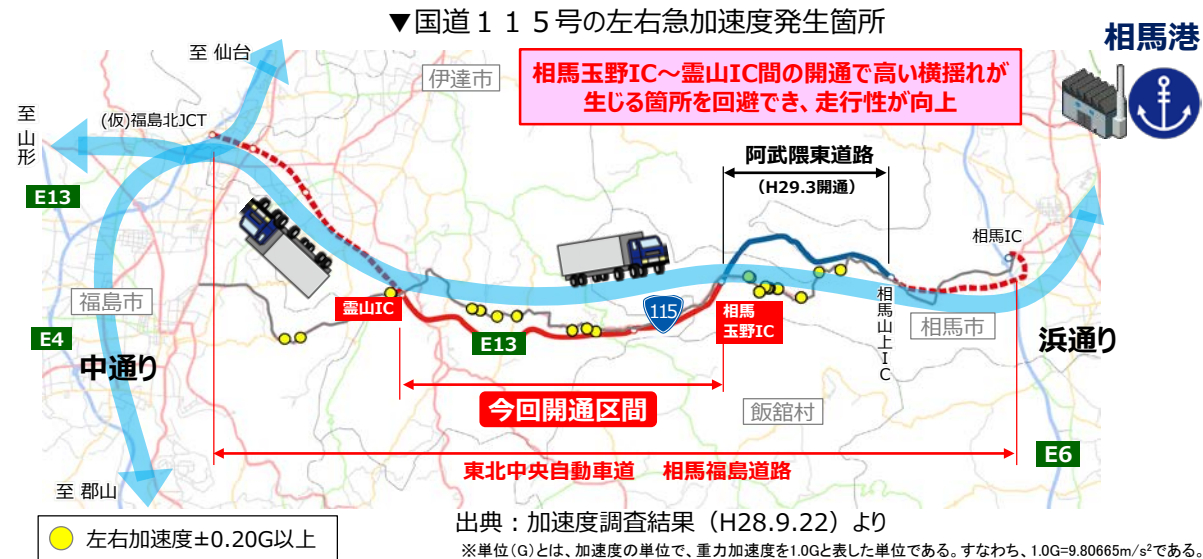 ▼国道１１５号の左右急加速度発生箇所
相馬港
至 仙台
伊達市
相馬玉野IC～霊山IC間の開通で高い横揺れが
生じる箇所を回避でき、走行性が向上
至山形
(仮)福島北JCT
阿武隈東道路
(H29.3開通)
E13
相馬IC
福島市
霊山IC
115
相馬
玉野IC
相馬山上IC
相馬市
E4
E13
中通り
浜通り
今回開通区間
飯舘村
E6
東北中央自動車道　相馬福島道路
至 郡山
左右加速度±0.20G以上
出典：加速度調査結果（H28.9.22）より
※単位(G)とは、加速度の単位で、重力加速度を1.0Gと表した単位である。すなわち、1.0G=9.80665m/s²である。